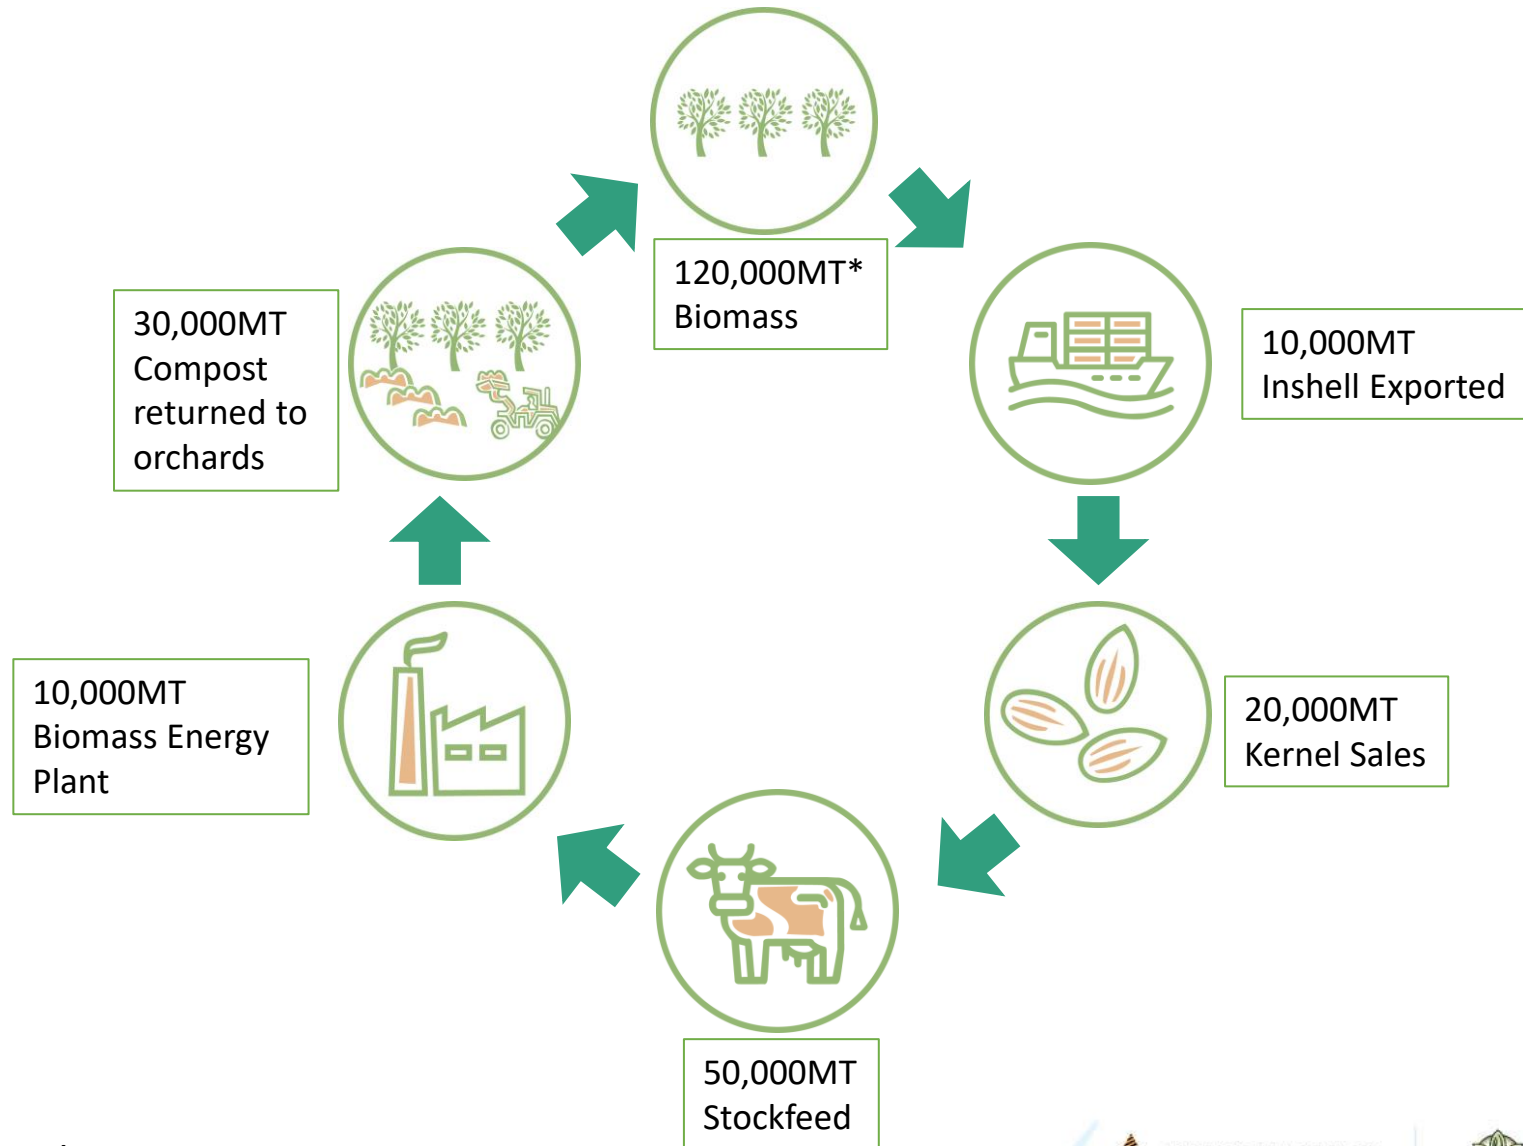 120,000MT*
Biomass
10,000MT
Inshell Exported
20,000MT
Kernel Sales
50,000MT
Stockfeed
10,000MT
Biomass Energy
Plant
30,000MT
Compost
returned to
orchards